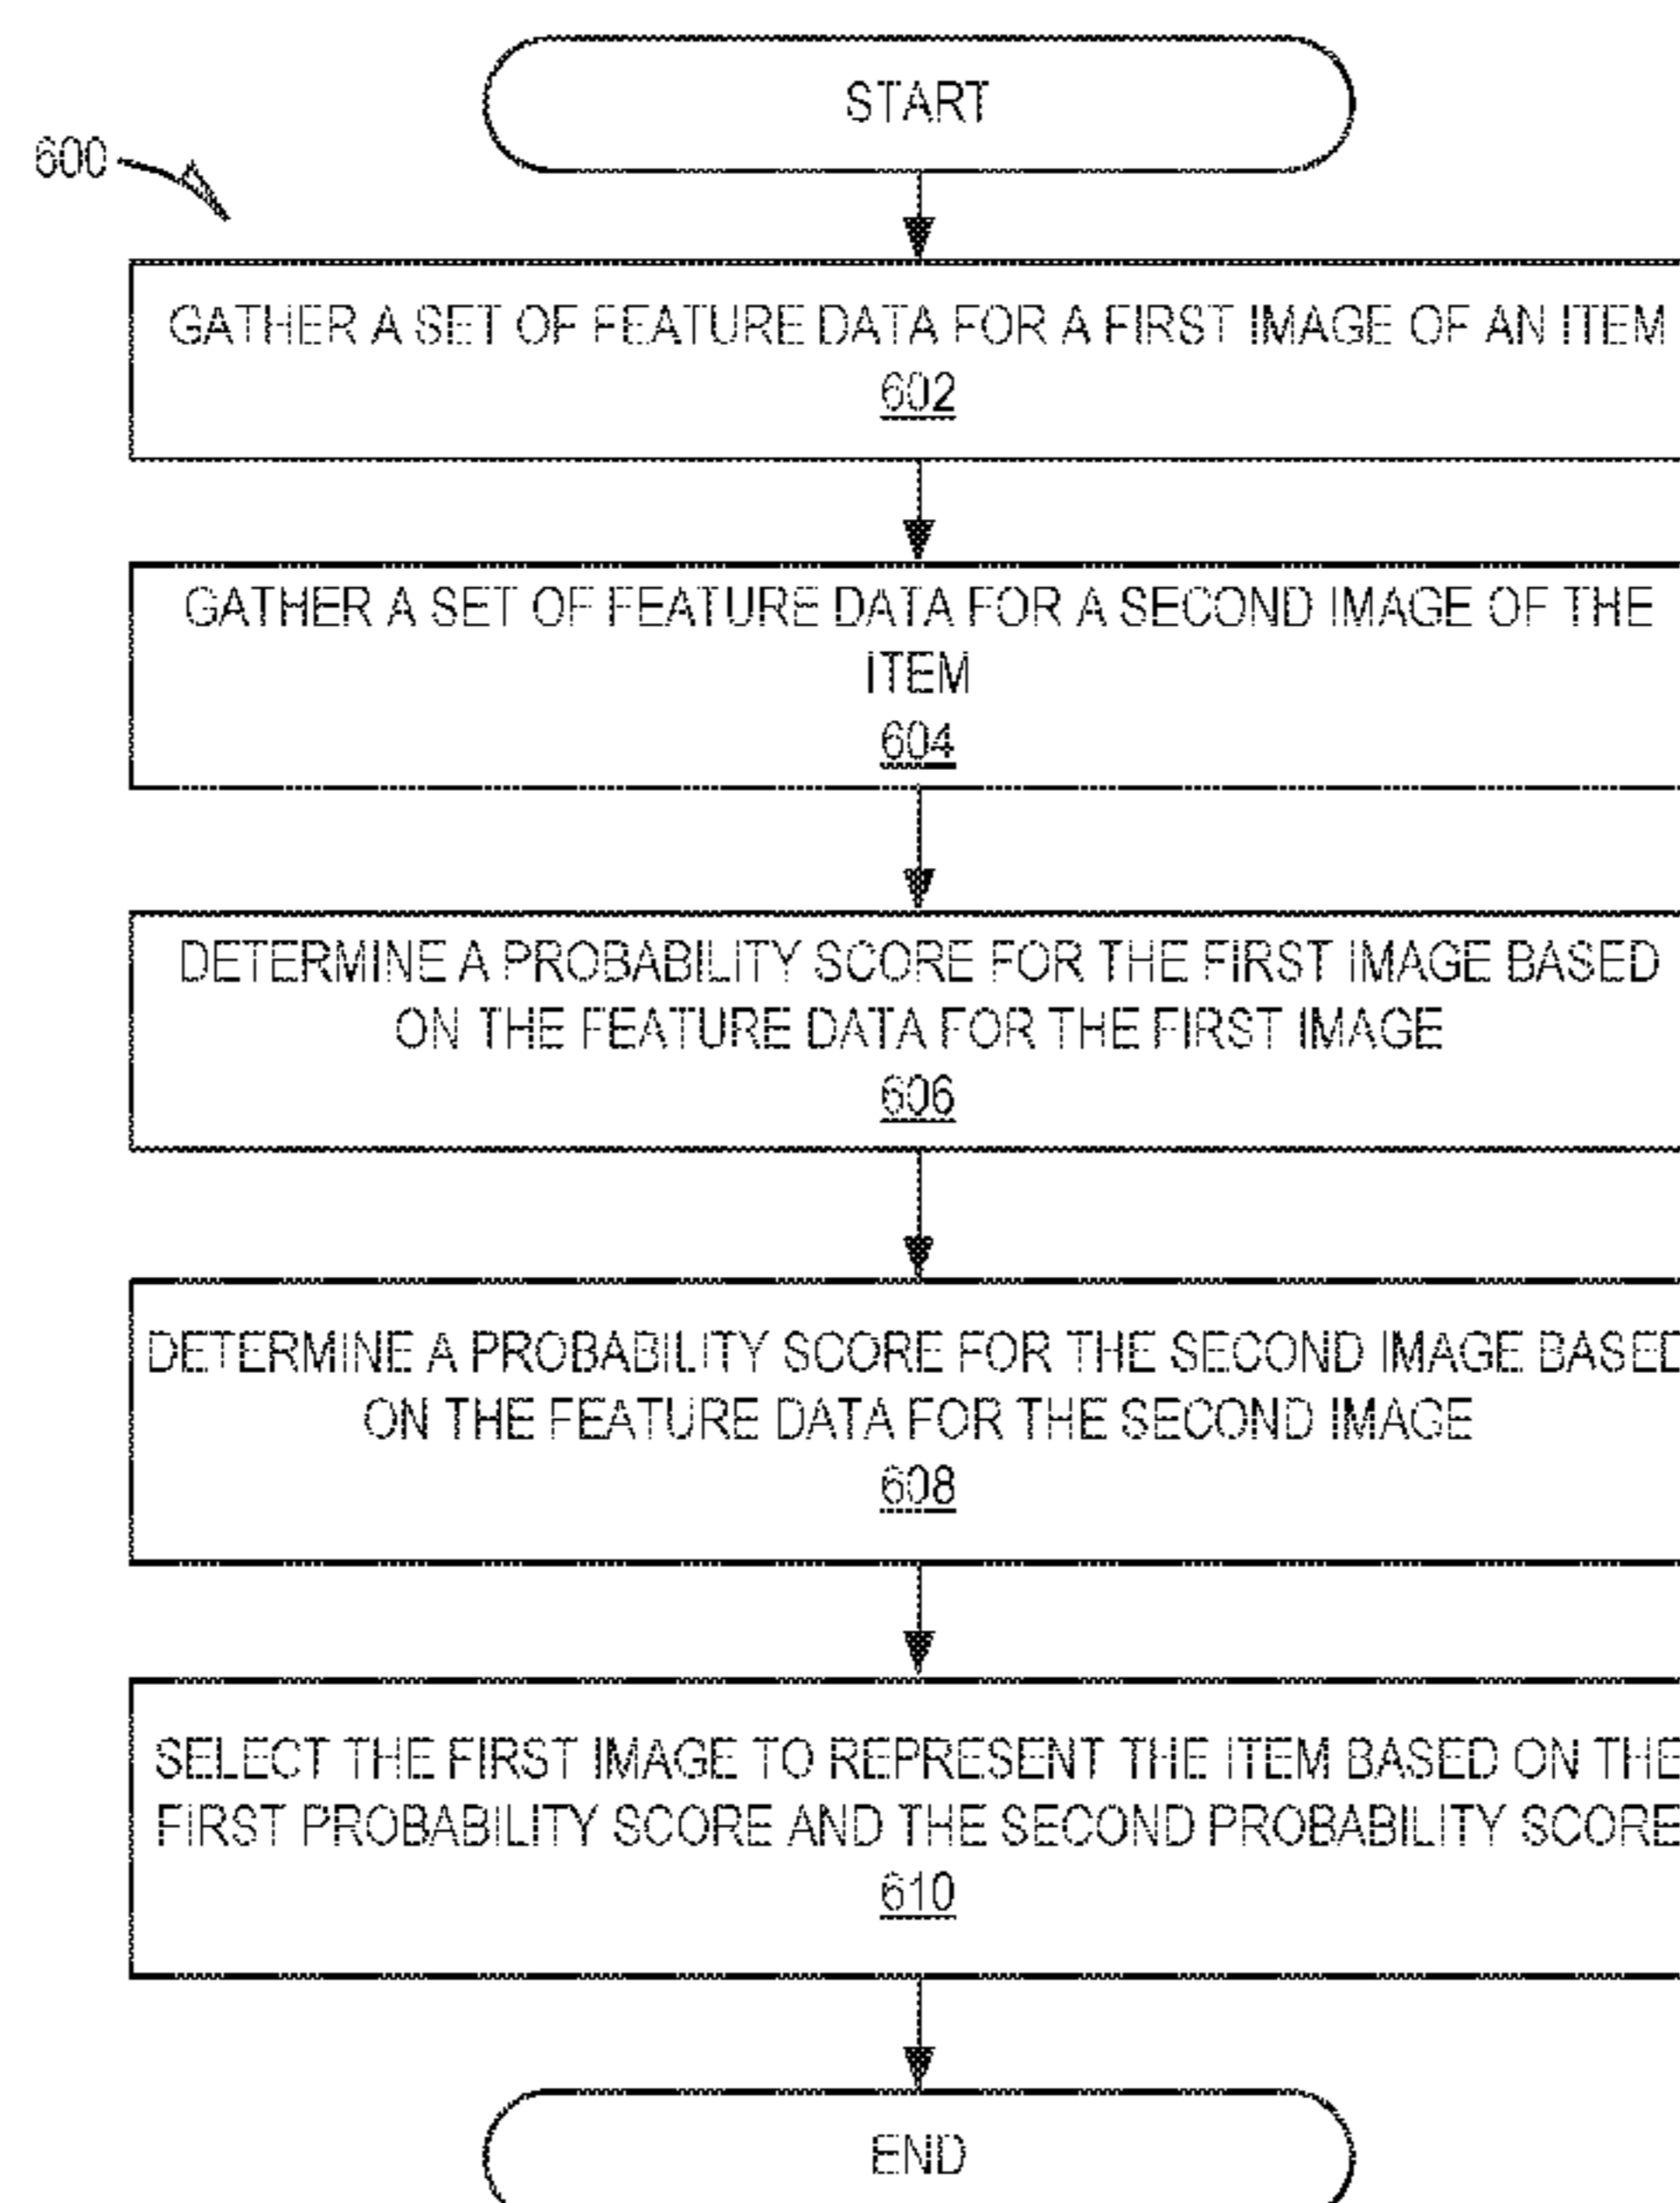 START
600
GATHER A SET OF FEATURE DATA FOR A FIRST IMAGE OF AN ITEM
602
GATHER A SET OF FEATURE DATA FOR A SECOND IMAGE OF THE
ITEM
604
DETERMINE A PROBABILITY SCORE FOR THE FIRST IMAGE BASED
ON THE FEATURE DATA FOR THE FIRST IMAGE
606
DETERMINE A PROBABILITY SCORE FOR THE SECOND IMAGE BASED
ON THE FEATURE DATA FOR THE SECOND IMAGE
608
SELECT THE FIRST IMAGE TO REPRESENT THE ITEM BASED ON THE
FIRST PROBABILITY SCORE AND THE SECOND PROBABILITY SCORE
610
END